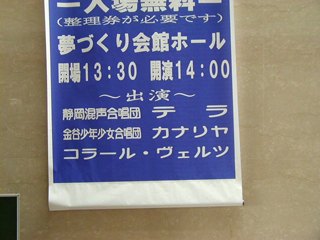 －入場無料－
(整理券が必要です)
夢づくり会館ホール
開場13:30 開演14:00
～出演～
静岡混声合唱団 テラ
金谷少年少女合唱団 カナリヤ
コラール・ヴェルツ